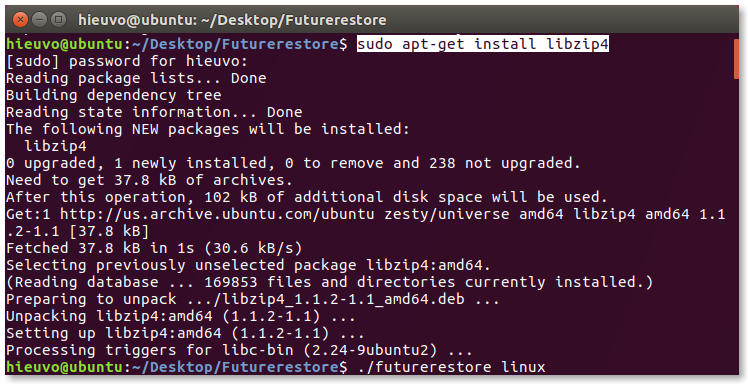 hieuvo@ubuntu: ~/Desktop/Futurerestore
hieuvo@ubuntu:~/Desktop/Futurerestore$ sudo apt-get install libzip4
[sudo] password for hieuvo:
Reading package lists... Done
Building dependency tree
Reading state information... Done
The following NEW packages will be installed:
  libzip4
0 upgraded, 1 newly installed, 0 to remove and 238 not upgraded.
Need to get 37.8 kB of archives.
After this operation, 102 kB of additional disk space will be used.
Get:1 http://us.archive.ubuntu.com/ubuntu zesty/universe amd64 libzip4 amd64 1.1
.2-1.1 [37.8 kB]
Fetched 37.8 kB in 1s (30.6 kB/s)
Selecting previously unselected package libzip4:amd64.
(Reading database ... 169853 files and directories currently installed.)
Preparing to unpack .../libzip4_1.1.2-1.1_amd64.deb ...
Unpacking libzip4:amd64 (1.1.2-1.1) ...
Setting up libzip4:amd64 (1.1.2-1.1) ...
Processing triggers for libc-bin (2.24-9ubuntu2) ...
hieuvo@ubuntu:~/Desktop/Futurerestore$ ./futurerestore linux